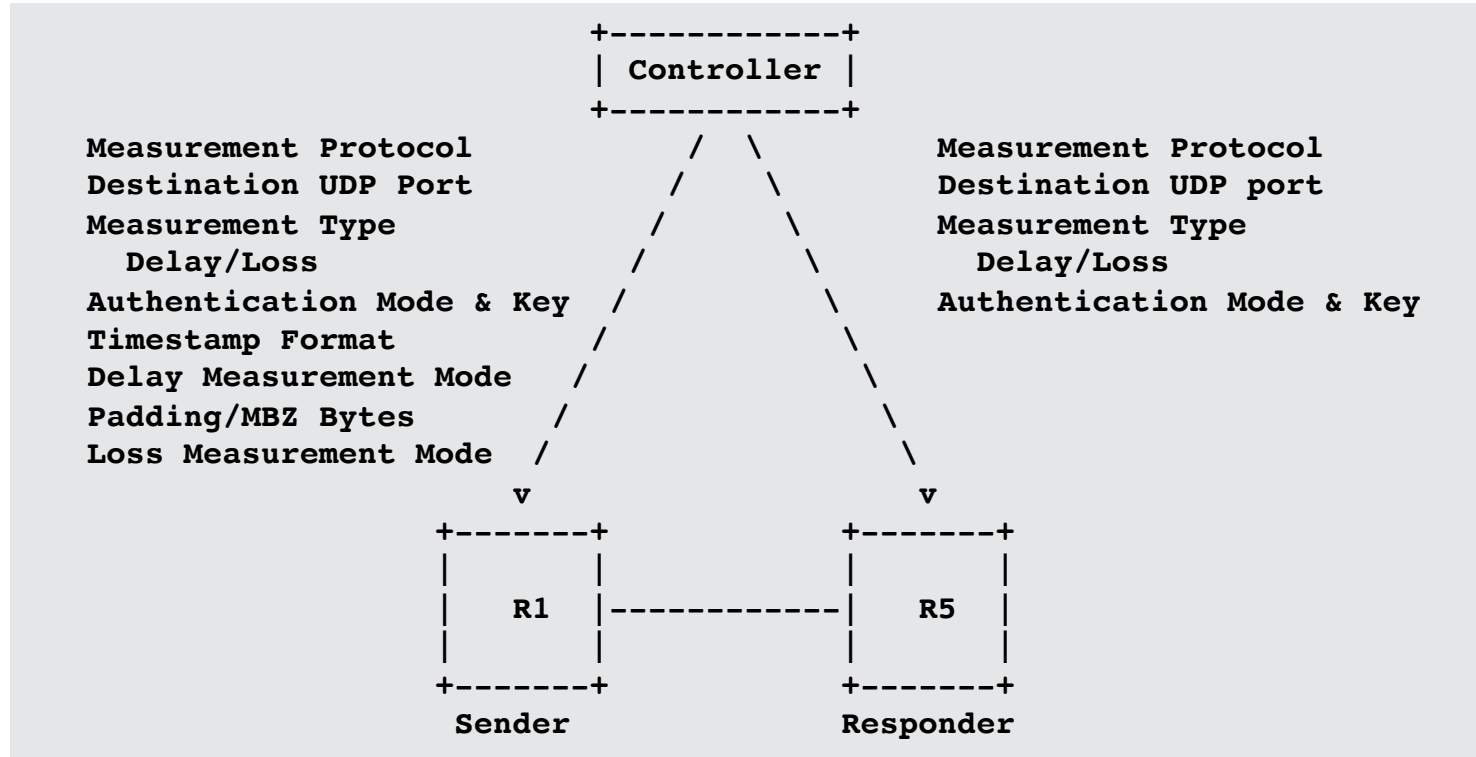 Controller
Measurement Protocol
Destination UDP Port
Measurement Type
Delay/Loss
Authentication Mode & Key
Timestamp Format
Delay Measurement Mode
Padding/MBZ Bytes
Loss Measurement Mode
Measurement Protocol
Destination UDP port
Measurement Type
Delay/Loss
Authentication Mode & Key
v v
R1 R5
Sender Responder